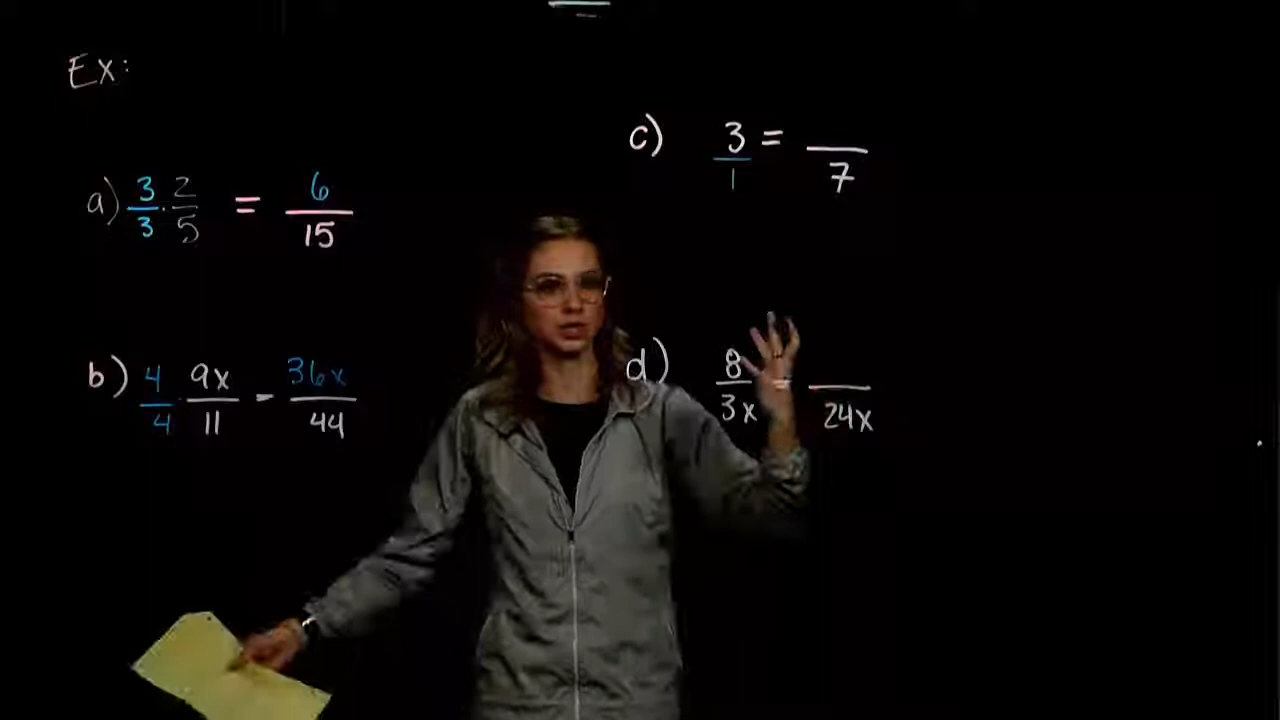 Ex:
a) 3/3 · 2/5 = 6/15
b) 4/4 · 9x/11 = 36x/44
c) 3/1 = __/7
d) 8/3x = __/24x